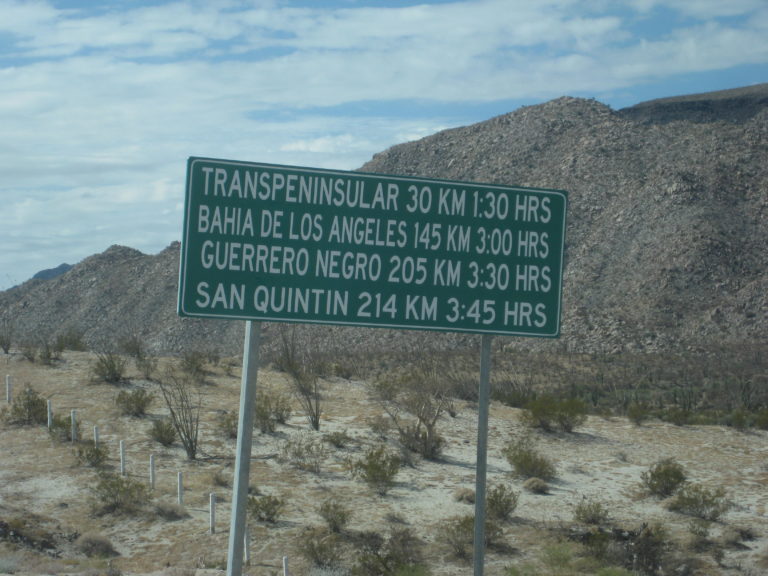 TRANSPENINSULAR 30 KM 1:30 HRS
BAHIA DE LOS ANGELES 145 KM 3:00 HRS
GUERRERO NEGRO 205 KM 3:30 HRS
SAN QUINTIN 214 KM 3:45 HRS